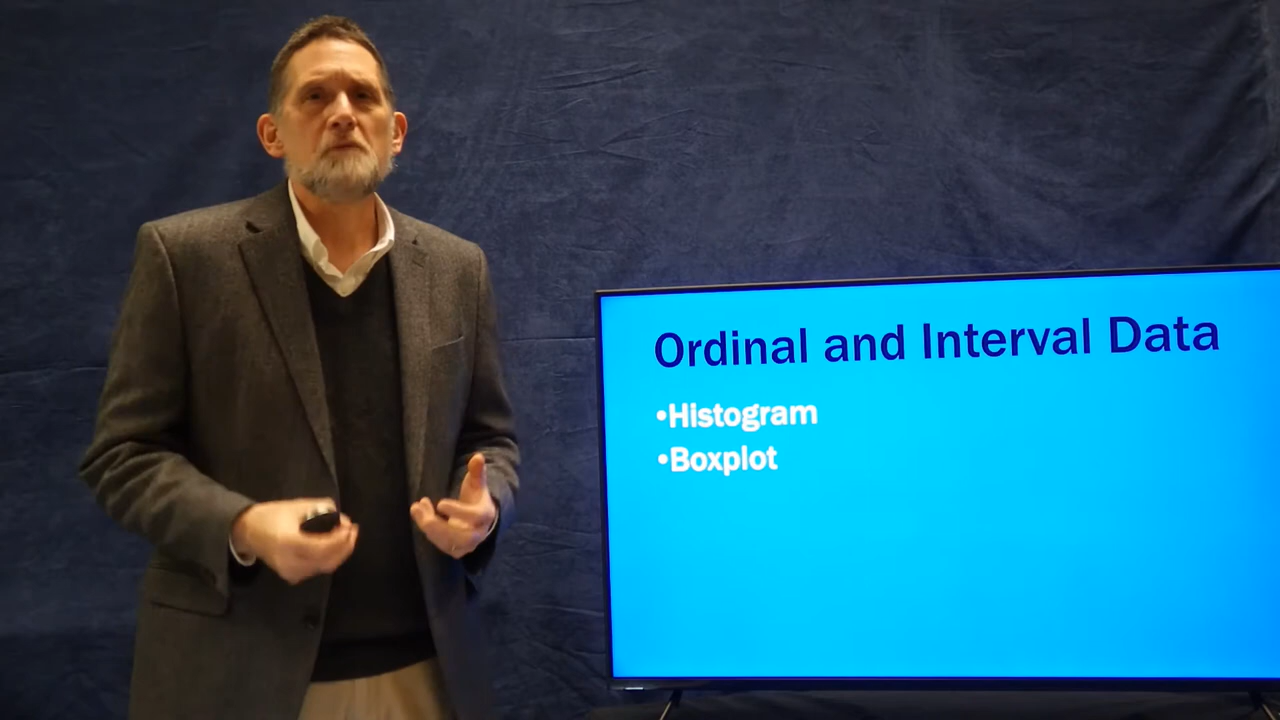 Ordinal and Interval Data
•Histogram
•Boxplot